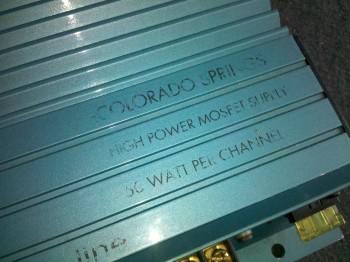 COLORADO SPRINGS
HIGH POWER MOSFET SUPPLY
50 WATT PER CHANNEL